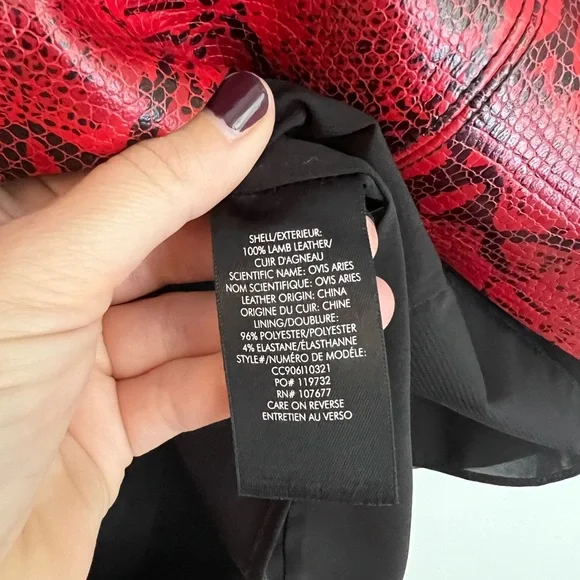 SHELL/EXTERIEUR:
100% LAMB LEATHER/
CUIR D'AGNEAU
SCIENTIFIC NAME: OVIS ARIES
NOM SCIENTIFIQUE: OVIS ARIES
LEATHER ORIGIN: CHINA
ORIGINE DU CUIR: CHINE
LINING/DOUBLURE:
96% POLYESTER/POLYESTER
4% ELASTANE/ÉLASTHANNE
STYLE#/NUMÉRO DE MODÈLE:
CC906I10321
PO# 119732
RN# 107677
CARE ON REVERSE
ENTRETIEN AU VERSO